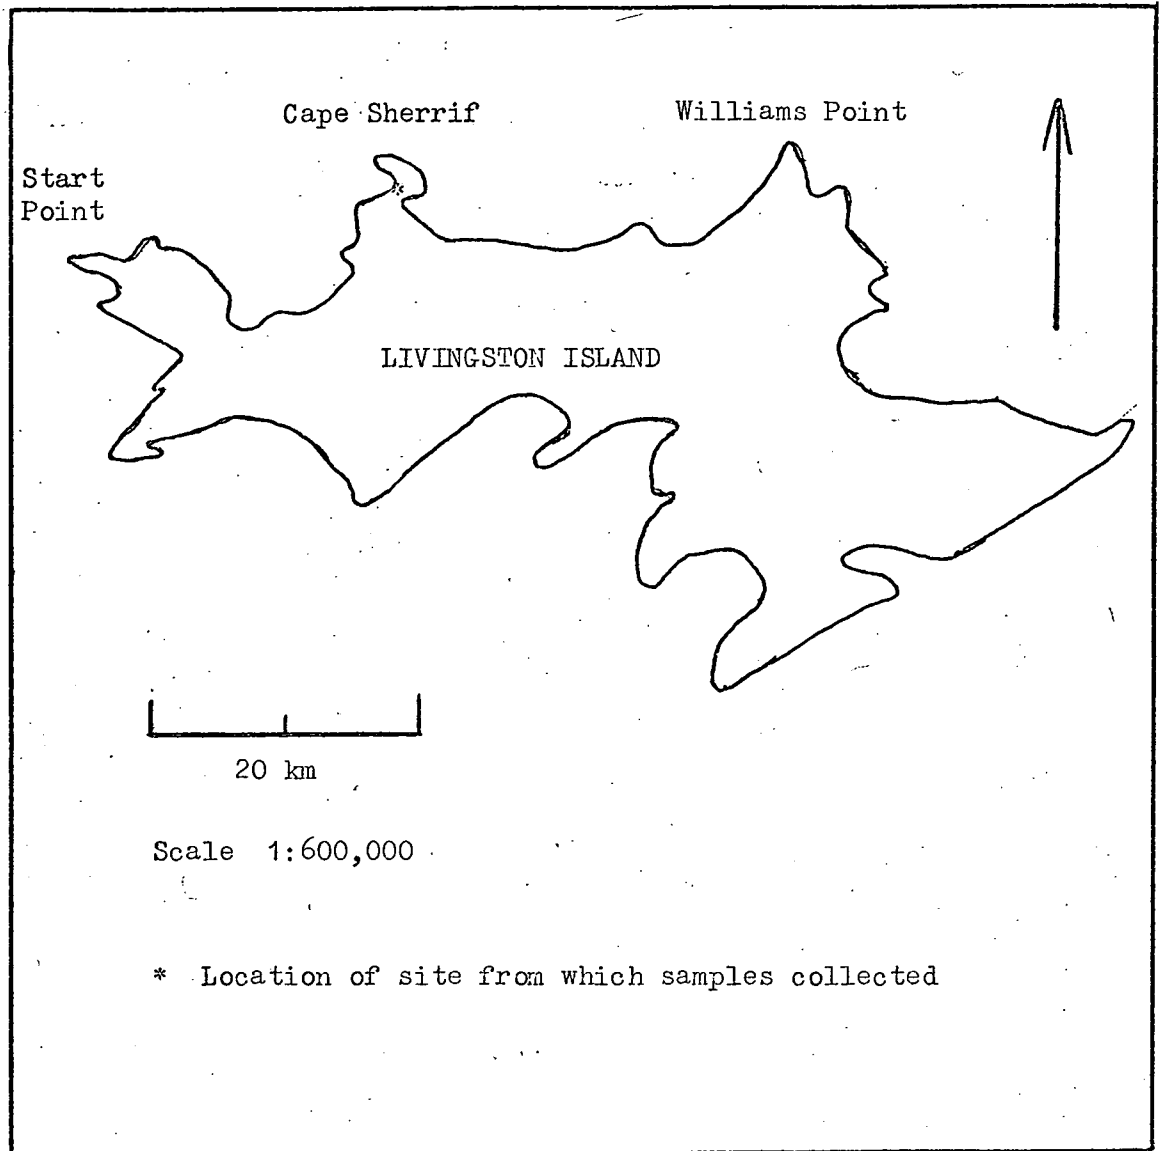 Cape Sherrif
Williams Point
Start
Point
LIVINGSTON ISLAND
20 km
Scale 1:600,000
* Location of site from which samples collected